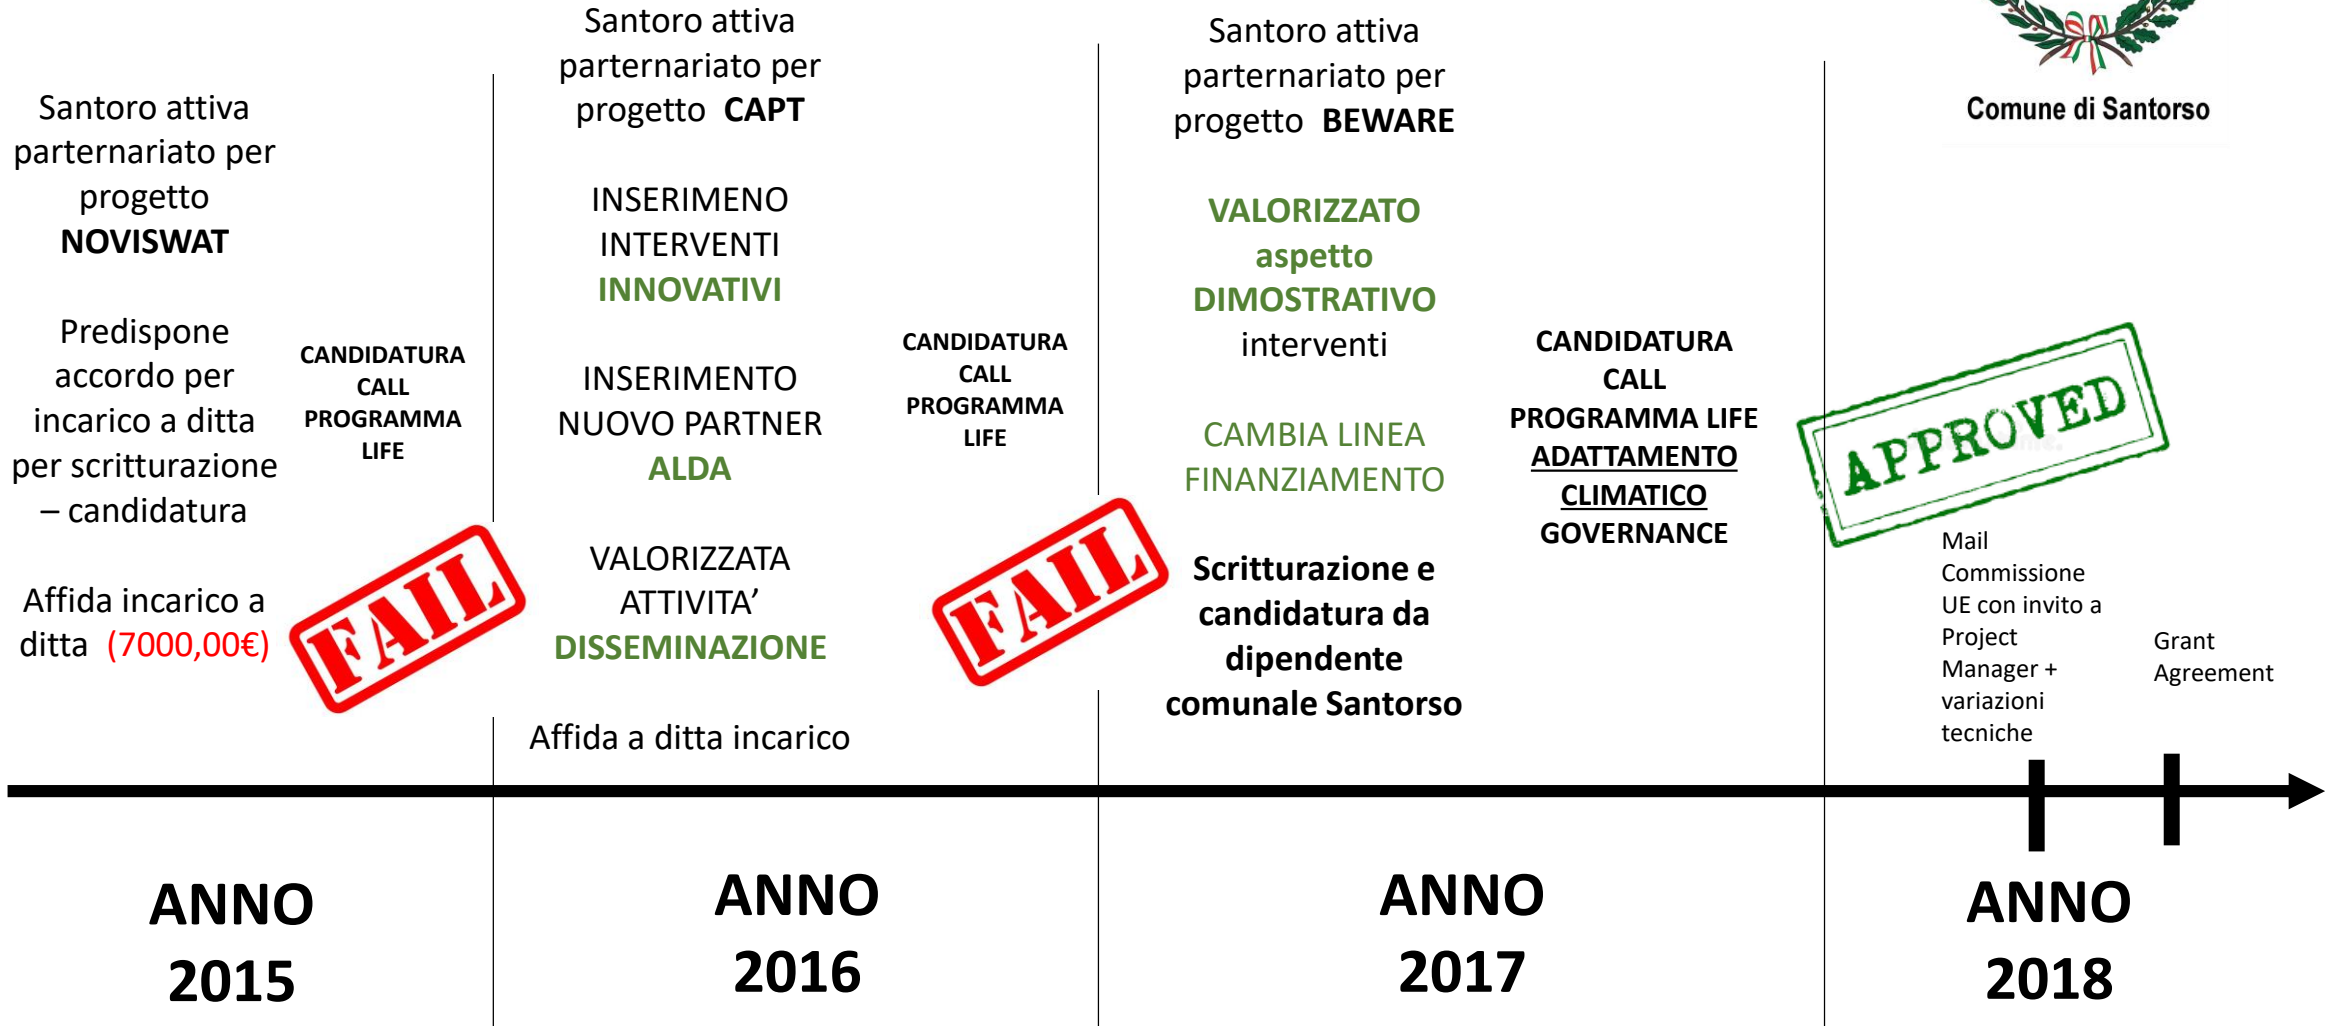 Santoro attiva
parternariato per
progetto
NOVISWAT
Predispone
accordo per
incarico a ditta
per scritturazione
– candidatura
Affida incarico a
ditta (7000,00€)
CANDIDATURA
CALL
PROGRAMMA
LIFE
FAIL
Santoro attiva
parternariato per
progetto CAPT
INSERIMENO
INTERVENTI
INNOVATIVI
INSERIMENTO
NUOVO PARTNER
ALDA
VALORIZZATA
ATTIVITA’
DISSEMINAZIONE
Affida a ditta incarico
CANDIDATURA
CALL
PROGRAMMA
LIFE
FAIL
Santoro attiva
parternariato per
progetto BEWARE
VALORIZZATO
aspetto
DIMOSTRATIVO
interventi
CAMBIA LINEA
FINANZIAMENTO
Scritturazione e
candidatura da
dipendente
comunale Santorso
CANDIDATURA
CALL
PROGRAMMA LIFE
ADATTAMENTO
CLIMATICO
GOVERNANCE
Comune di Santorso
APPROVED
Mail
Commissione
UE con invito a
Project
Manager +
variazioni
tecniche
Grant
Agreement
ANNO
2015
ANNO
2016
ANNO
2017
ANNO
2018